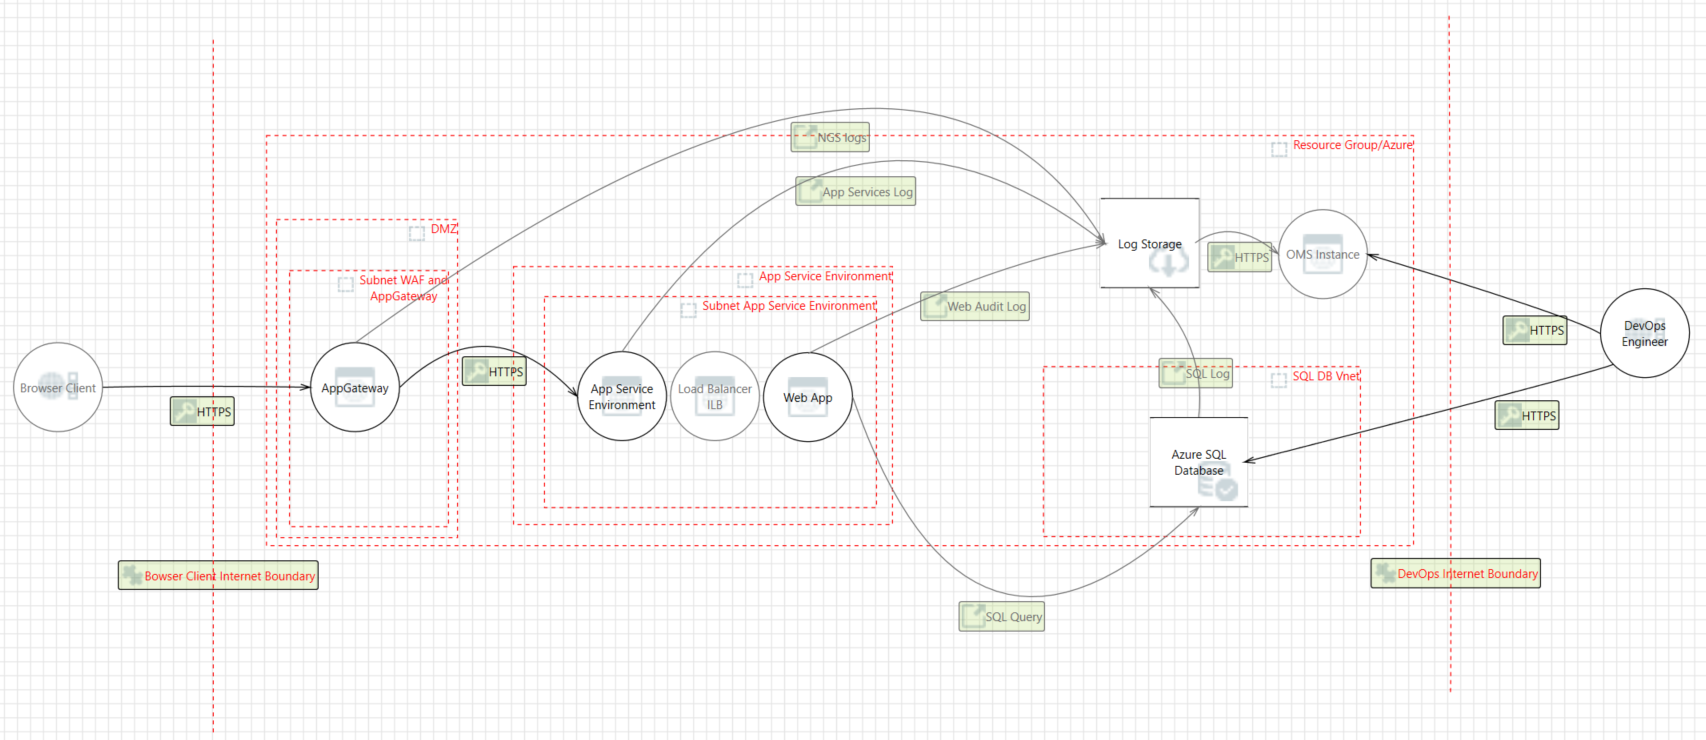 NGS logs
Resource Group/Azure
App Services Log
DMZ
Log Storage
HTTPS
OMS Instance
Subnet WAF and
AppGateway
App Service Environment
Subnet App Service Environment
Web Audit Log
HTTPS
DevOps
Engineer
Browser Client
HTTPS
AppGateway
HTTPS
App Service
Environment
Load Balancer
ILB
Web App
SQL Log
SQL DB Vnet
HTTPS
Azure SQL
Database
Bowser Client Internet Boundary
DevOps Internet Boundary
SQL Query